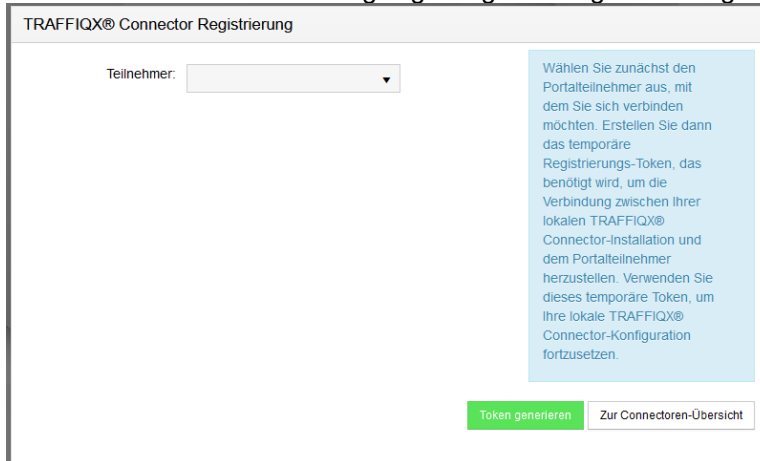 TRAFFIQX® Connector Registrierung
Teilnehmer:
Wählen Sie zunächst den
Portalteilnehmer aus, mit
dem Sie sich verbinden
möchten. Erstellen Sie dann
das temporäre
Registrierungs-Token, das
benötigt wird, um die
Verbindung zwischen Ihrer
lokalen TRAFFIQX®
Connector-Installation und
dem Portalteilnehmer
herzustellen. Verwenden Sie
dieses temporäre Token, um
Ihre lokale TRAFFIQX®
Connector-Konfiguration
fortzusetzen.
Token generieren
Zur Connectoren-Übersicht